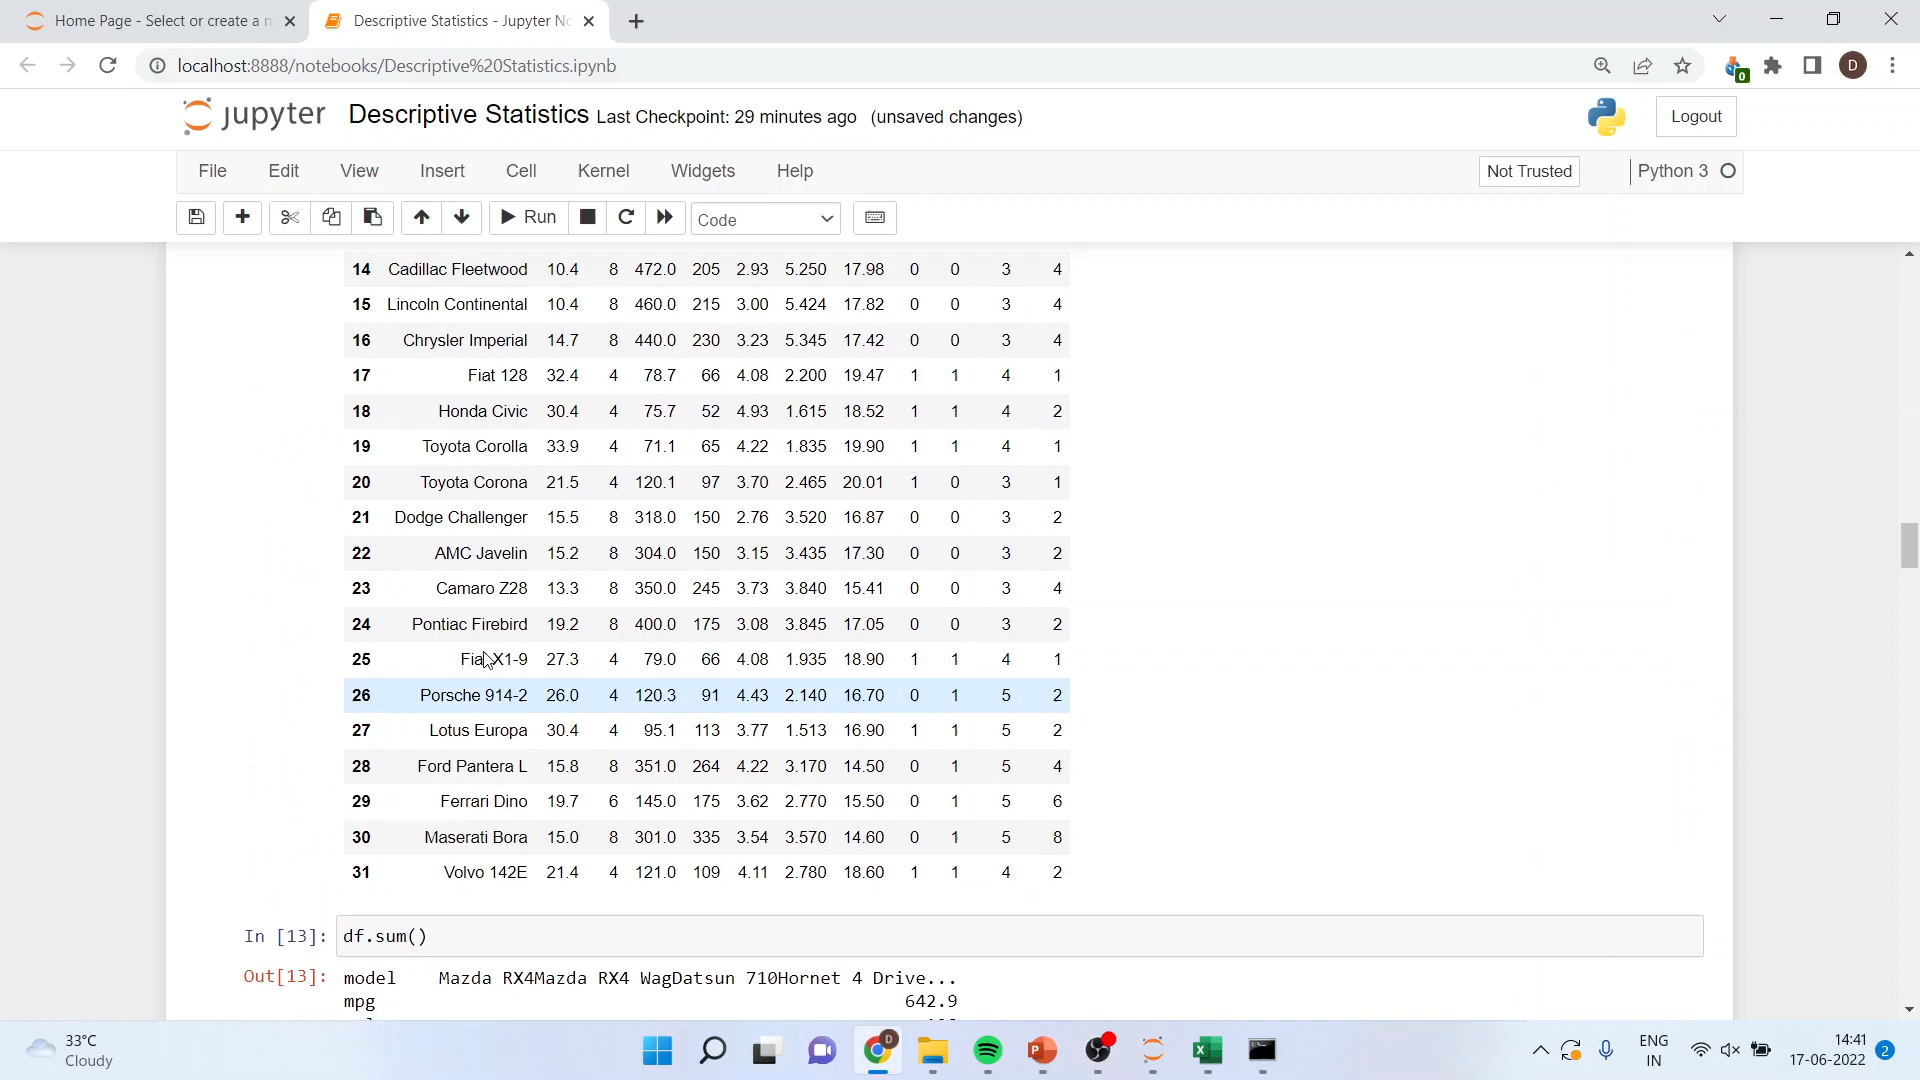 Home Page - Select or create a n
Descriptive Statistics - Jupyter No
localhost:8888/notebooks/Descriptive%20Statistics.ipynb
0
D
jupyter Descriptive Statistics Last Checkpoint: 29 minutes ago (unsaved changes)
Logout
File Edit View Insert Cell Kernel Widgets Help
Not Trusted
Python 3
Run
Code
14 Cadillac Fleetwood 10.4 8 472.0 205 2.93 5.250 17.98 0 0 3 4
15 Lincoln Continental 10.4 8 460.0 215 3.00 5.424 17.82 0 0 3 4
16 Chrysler Imperial 14.7 8 440.0 230 3.23 5.345 17.42 0 0 3 4
17 Fiat 128 32.4 4 78.7 66 4.08 2.200 19.47 1 1 4 1
18 Honda Civic 30.4 4 75.7 52 4.93 1.615 18.52 1 1 4 2
19 Toyota Corolla 33.9 4 71.1 65 4.22 1.835 19.90 1 1 4 1
20 Toyota Corona 21.5 4 120.1 97 3.70 2.465 20.01 1 0 3 1
21 Dodge Challenger 15.5 8 318.0 150 2.76 3.520 16.87 0 0 3 2
22 AMC Javelin 15.2 8 304.0 150 3.15 3.435 17.30 0 0 3 2
23 Camaro Z28 13.3 8 350.0 245 3.73 3.840 15.41 0 0 3 4
24 Pontiac Firebird 19.2 8 400.0 175 3.08 3.845 17.05 0 0 3 2
25 Fiat X1-9 27.3 4 79.0 66 4.08 1.935 18.90 1 1 4 1
26 Porsche 914-2 26.0 4 120.3 91 4.43 2.140 16.70 0 1 5 2
27 Lotus Europa 30.4 4 95.1 113 3.77 1.513 16.90 1 1 5 2
28 Ford Pantera L 15.8 8 351.0 264 4.22 3.170 14.50 0 1 5 4
29 Ferrari Dino 19.7 6 145.0 175 3.62 2.770 15.50 0 1 5 6
30 Maserati Bora 15.0 8 301.0 335 3.54 3.570 14.60 0 1 5 8
31 Volvo 142E 21.4 4 121.0 109 4.11 2.780 18.60 1 1 4 2
In [13]: df.sum()
Out[13]: model Mazda RX4Mazda RX4 WagDatsun 710Hornet 4 Drive...
mpg 642.9
33°C
Cloudy
D
ENG
IN
14:41
17-06-2022
2